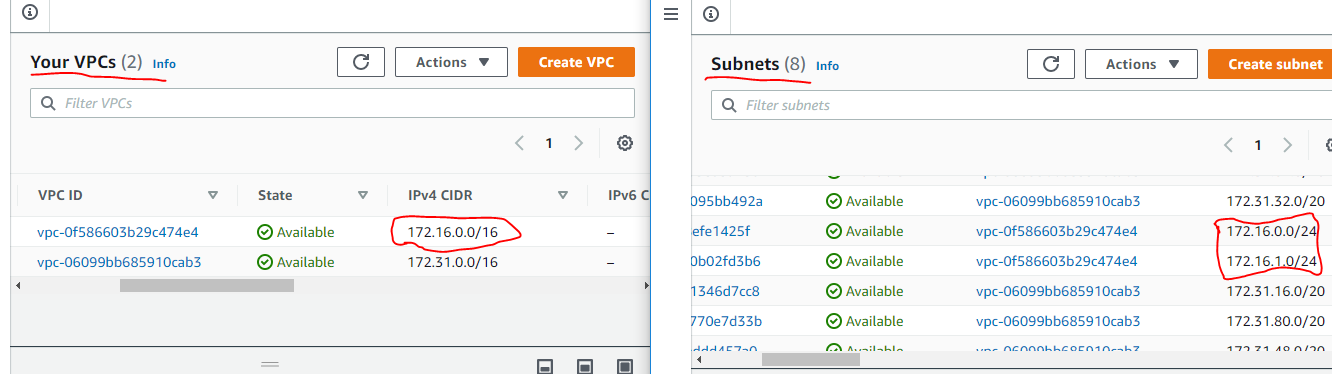 Your VPCs (2) Info
Actions
Create VPC
Filter VPCs
1
VPC ID State IPv4 CIDR IPv6 C
vpc-0f586603b29c474e4 Available 172.16.0.0/16 –
vpc-06099bb685910cab3 Available 172.31.0.0/16 –
Subnets (8) Info
Actions
Create subnet
Filter subnets
1
095bb492a Available vpc-06099bb685910cab3 172.31.32.0/20
efe1425f Available vpc-0f586603b29c474e4 172.16.0.0/24
0b02fd3b6 Available vpc-0f586603b29c474e4 172.16.1.0/24
1346d7cc8 Available vpc-06099bb685910cab3 172.31.16.0/20
770e7d33b Available vpc-06099bb685910cab3 172.31.80.0/20
Available vpc-06099bb685910cab3 172.31.48.0/20